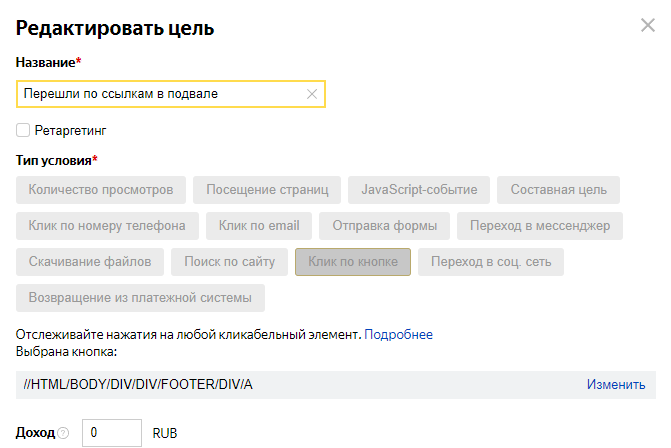 Редактировать цель
Название*
Перешли по ссылкам в подвале
Ретаргетинг
Тип условия*
Количество просмотров Посещение страниц JavaScript-событие Составная цель
Клик по номеру телефона Клик по email Отправка формы Переход в мессенджер
Скачивание файлов Поиск по сайту Клик по кнопке Переход в соц. сеть
Возвращение из платежной системы
Отслеживайте нажатия на любой кликабельный элемент. Подробнее
Выбрана кнопка:
//HTML/BODY/DIV/DIV/FOOTER/DIV/A Изменить
Доход ? 0 RUB